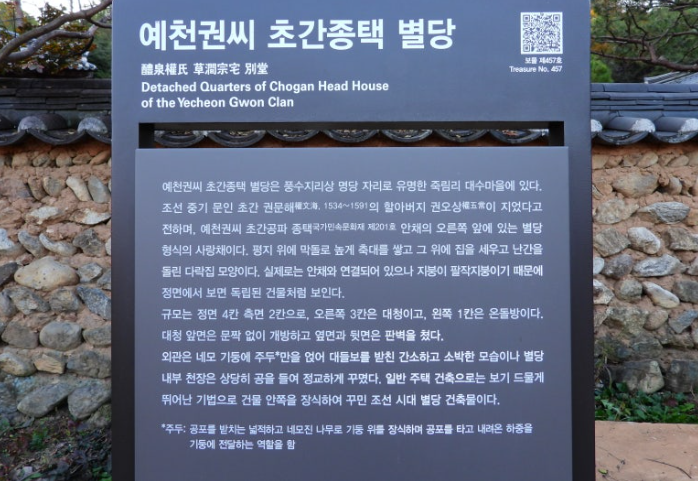 예천권씨 초간종택 별당
醴泉權氏 草澗宗宅 別堂
Detached Quarters of Chogan Head House
of the Yecheon Gwon Clan
보물 제457호
Treasure No. 457
예천권씨 초간종택 별당은 풍수지리상 명당 자리로 유명한 죽림리 대수마을에 있다.
조선 중기 문인 초간 권문해權文海, 1534~1591의 할아버지 권오상權五常이 지었다고
전하며, 예천권씨 초간공파 종택국가민속문화재 제201호 안채의 오른쪽 앞에 있는 별당
형식의 사랑채이다. 평지 위에 막돌로 높게 축대를 쌓고 그 위에 집을 세우고 난간을
돌린 다락집 모양이다. 실제로는 안채와 연결되어 있으나 지붕이 팔작지붕이기 때문에
정면에서 보면 독립된 건물처럼 보인다.
규모는 정면 4칸 측면 2칸으로, 오른쪽 3칸은 대청이고, 왼쪽 1칸은 온돌방이다.
대청 앞면은 문짝 없이 개방하고 옆면과 뒷면은 판벽을 쳤다.
외관은 네모 기둥에 주두*만을 얹어 대들보를 받친 간소하고 소박한 모습이나 별당
내부 천장은 상당히 공을 들여 정교하게 꾸몄다. 일반 주택 건축으로는 보기 드물게
뛰어난 기법으로 건물 안쪽을 장식하여 꾸민 조선 시대 별당 건축물이다.
*주두: 공포를 받치는 넓적하고 네모진 나무로 기둥 위를 장식하며 공포를 타고 내려온 하중을
기둥에 전달하는 역할을 함